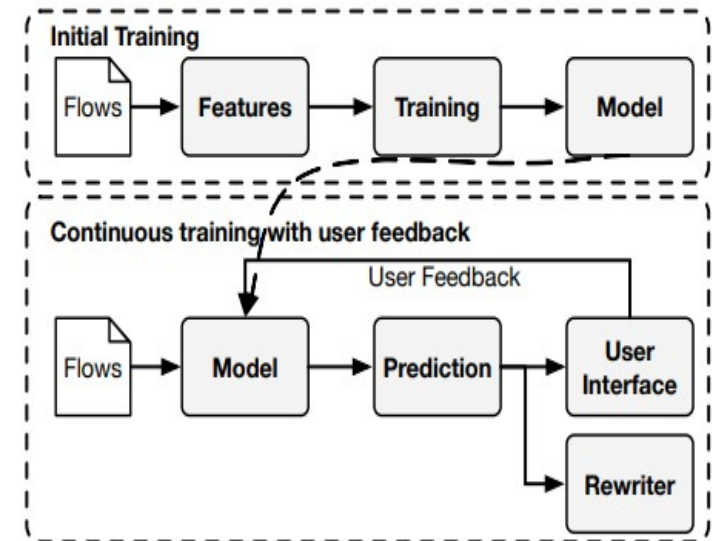 Initial Training
Flows
Features
Training
Model
Continuous training with user feedback
User Feedback
Flows
Model
Prediction
User
Interface
Rewriter